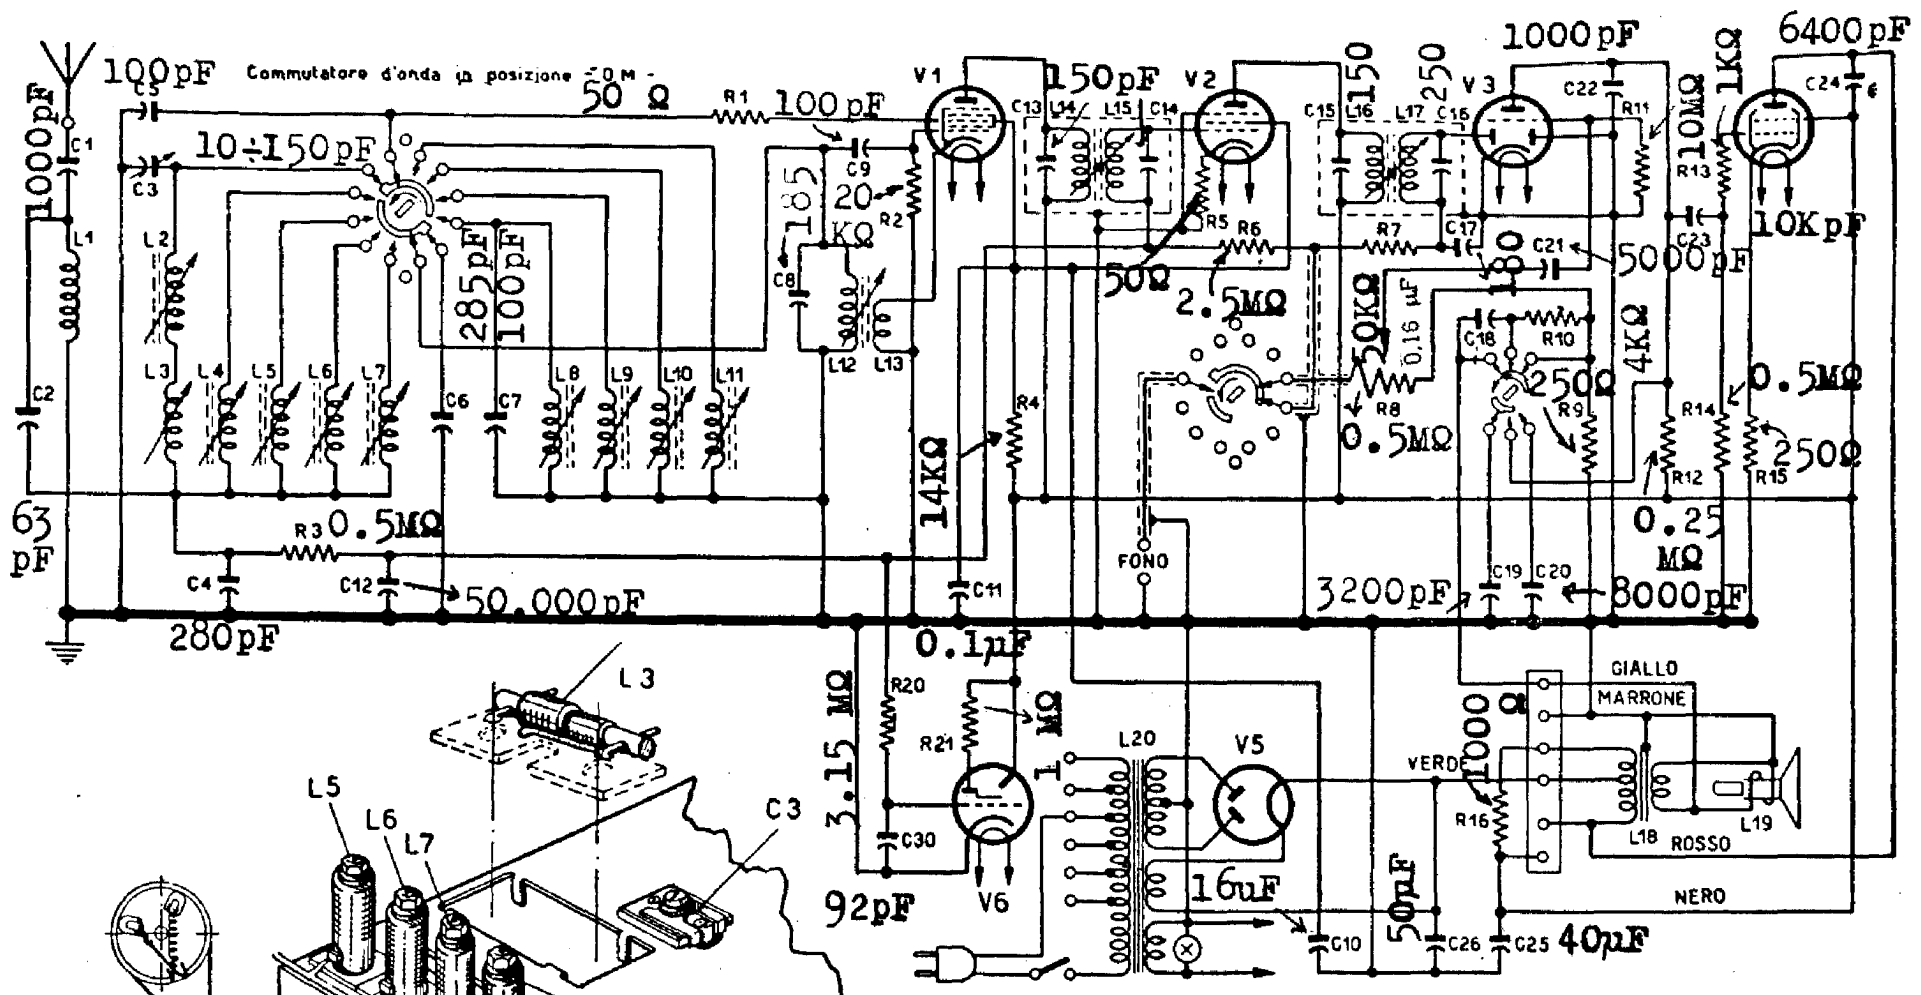 6400pF
1000pF
1KΩ
100pF
C5
Commutatore d'onda in posizione - O M -
50 Ω
R1
V1
150pF
V2
150
250
V3
C22
R11
10MΩ
C24
1000pF
C1
10÷150pF
C3
100 pF
C9
C13
L14
L15
C14
C15
L16
L17
C16
R13
185
20
KΩ
R2
R5
R6
R7
C17
C23
10KpF
L1
L2
285pF
100pF
C8
50Ω
2.5MΩ
180
C21
5000pF
50KΩ
0,16 µF
C18
R10
4KΩ
L12
L13
L3
L4
L5
L6
L7
L8
L9
L10
L11
C2
C6
C7
R4
R8
0.5MΩ
250Ω
R9
R14
0.5MΩ
R12
R15
250Ω
14KΩ
0.25
MΩ
63
pF
R3
0.5MΩ
C4
C12
50.000pF
280pF
C11
0.1µF
FONO
3200pF
C19
C20
8000pF
L3
3.15 MΩ
R20
R21
MΩ
1
L20
V5
VERDE
1000
Ω
GIALLO
MARRONE
R16
L18
L19
ROSSO
NERO
L5
L6
L7
C3
C30
92pF
V6
16uF
C10
50µF
C26
C25
40µF